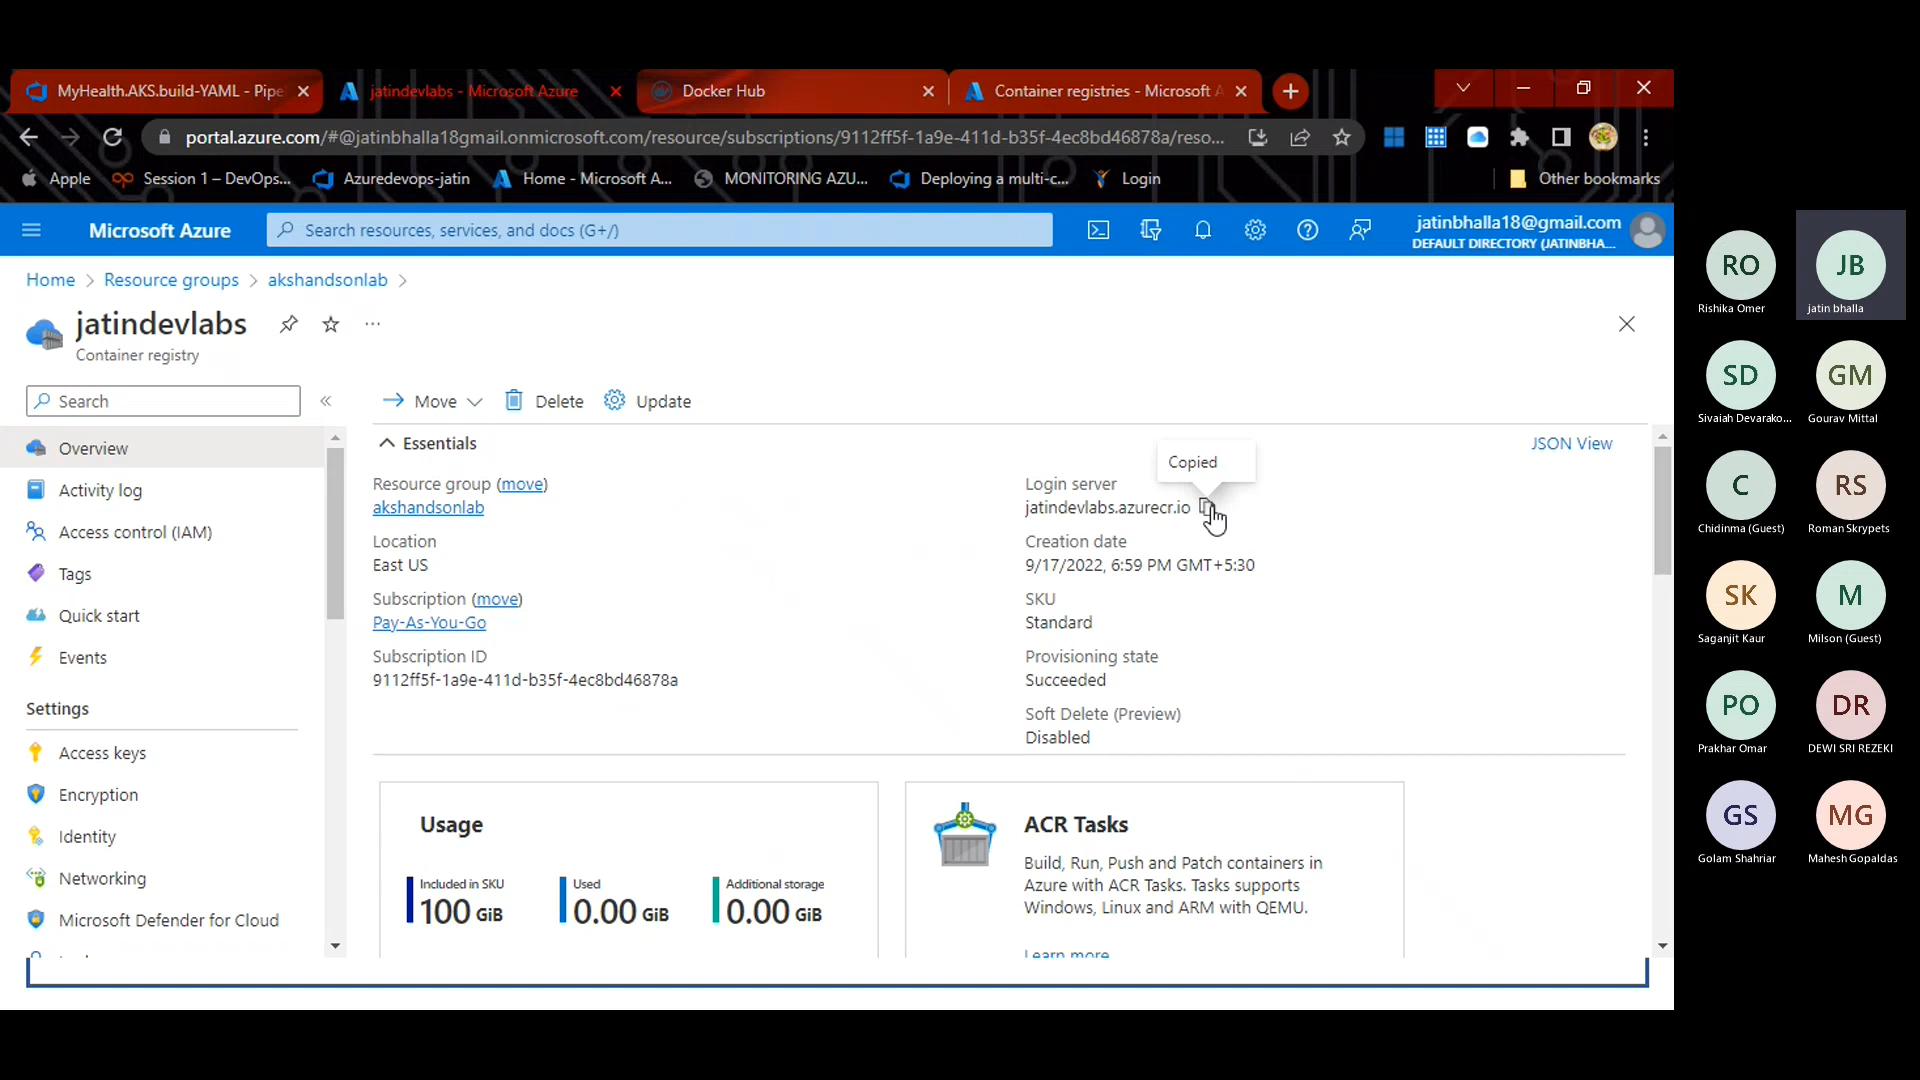 MyHealth.AKS.build-YAML - Pipe
jatindevlabs - Microsoft Azure
Docker Hub
Container registries - Microsoft A
portal.azure.com/#@jatinbhalla18gmail.onmicrosoft.com/resource/subscriptions/9112ff5f-1a9e-411d-b35f-4ec8bd46878a/reso...
Apple
Session 1 – DevOps...
Azuredevops-jatin
Home - Microsoft A...
MONITORING AZU...
Deploying a multi-c...
Login
Other bookmarks
Microsoft Azure
Search resources, services, and docs (G+/)
jatinbhalla18@gmail.com
DEFAULT DIRECTORY (JATINBHA...
Home > Resource groups > akshandsonlab >
jatindevlabs
Container registry
Search
Move
Delete
Update
Overview
Activity log
Access control (IAM)
Tags
Quick start
Events
Settings
Access keys
Encryption
Identity
Networking
Microsoft Defender for Cloud
Essentials
JSON View
Copied
Resource group (move)
akshandsonlab
Location
East US
Subscription (move)
Pay-As-You-Go
Subscription ID
9112ff5f-1a9e-411d-b35f-4ec8bd46878a
Login server
jatindevlabs.azurecr.io
Creation date
9/17/2022, 6:59 PM GMT+5:30
SKU
Standard
Provisioning state
Succeeded
Soft Delete (Preview)
Disabled
Usage
Included in SKU
100 GiB
Used
0.00 GiB
Additional storage
0.00 GiB
ACR Tasks
Build, Run, Push and Patch containers in
Azure with ACR Tasks. Tasks supports
Windows, Linux and ARM with QEMU.
Learn more
RO
Rishika Omer
JB
jatin bhalla
SD
Sivaiah Devarako...
GM
Gourav Mittal
C
Chidinma (Guest)
RS
Roman Skrypets
SK
Saganjit Kaur
M
Milson (Guest)
PO
Prakhar Omar
DR
DEWI SRI REZEKI
GS
Golam Shahriar
MG
Mahesh Gopaldas